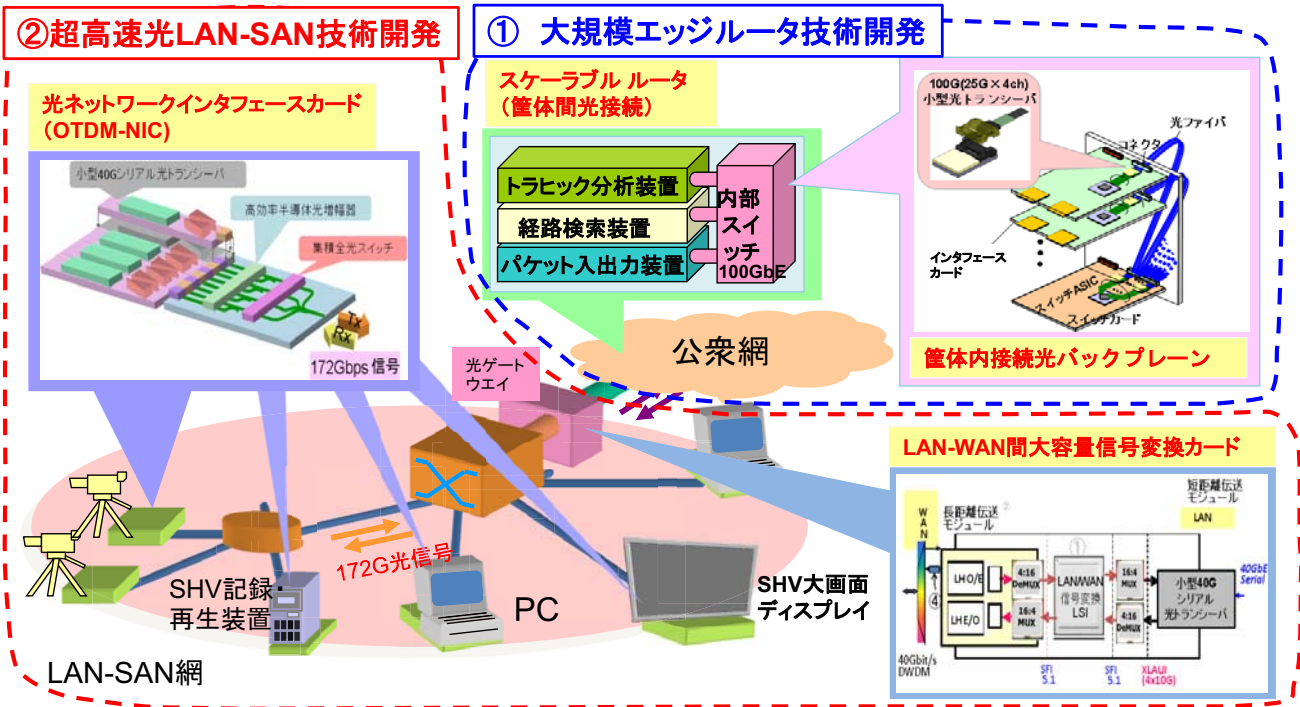 ②超高速光LAN-SAN技術開発
① 大規模エッジルータ技術開発
光ネットワークインタフェースカード
（OTDM-NIC）
小型40Gシリアル光トランシーバ
高効率半導体光増幅器
集積全光スイッチ
Tx
Rx
172Gbps 信号
スケーラブル ルータ
（筐体間光接続）
トラヒック分析装置
経路検索装置
パケット入出力装置
内部
スイ
ッチ
100GbE
100G(25G×4ch)
小型光トランシーバ
光ファイバ
コネクタ
インタフェース
カード
スイッチASIC
スイッチカード
筐体内接続光バックプレーン
公衆網
光ゲート
ウエイ
172G光信号
SHV記録
再生装置
PC
SHV大画面
ディスプレイ
LAN-SAN網
LAN-WAN間大容量信号変換カード
WAN
長距離伝送
モジュール
②
短距離伝送
モジュール
LAN
①
LH O/E
4:16
DeMUX
LAN/WAN
信号変換
LSI
16:4
MUX
小型40G
シリアル
光トランシーバ
40GbE
Serial
④
LH E/O
16:4
MUX
4:16
DeMUX
40Gbit/s
DWDM
SFI
5.1
SFI
5.1
XLAUI
(4x10G)